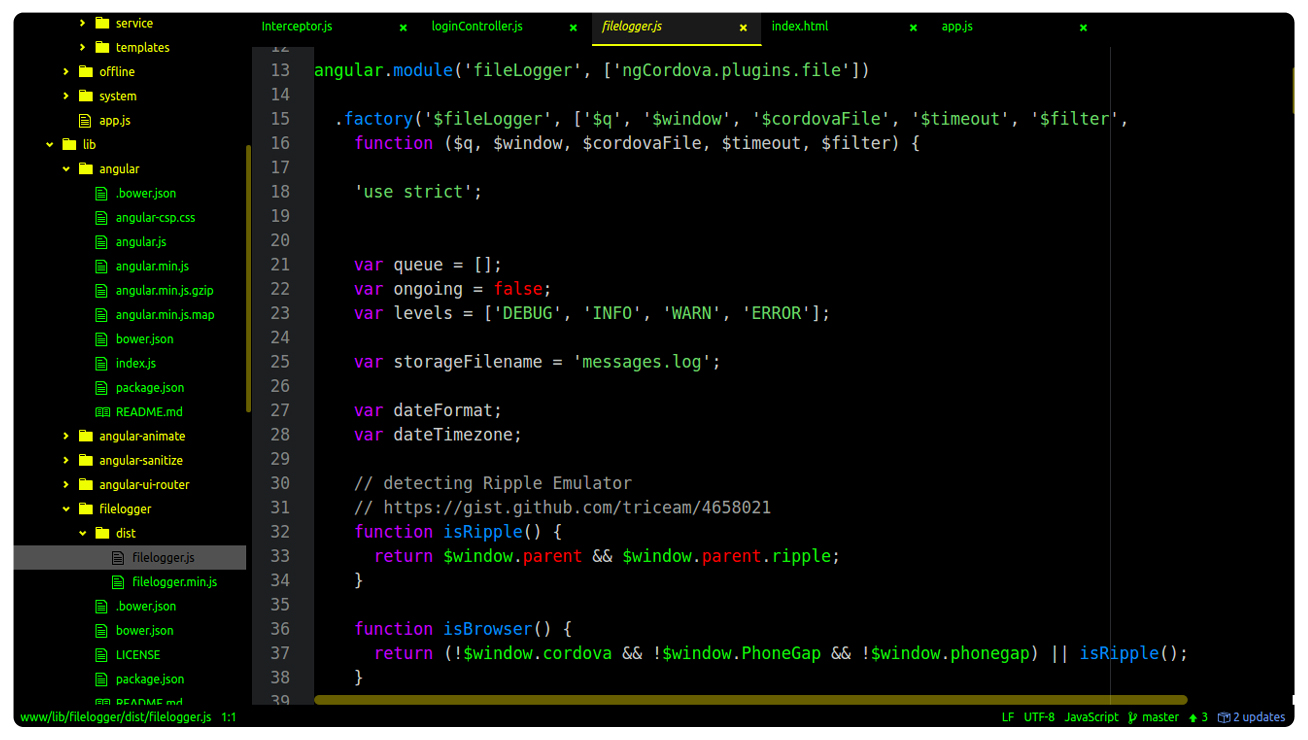 service
templates
offline
system
app.js
lib
angular
.bower.json
angular-csp.css
angular.js
angular.min.js
angular.min.js.gzip
angular.min.js.map
bower.json
index.js
package.json
README.md
angular-animate
angular-sanitize
angular-ui-router
filelogger
dist
filelogger.js
filelogger.min.js
.bower.json
bower.json
LICENSE
package.json
README.md
Interceptor.js × loginController.js × filelogger.js × index.html × app.js ×
12
13 angular.module('fileLogger', ['ngCordova.plugins.file'])
14
15 .factory('$fileLogger', ['$q', '$window', '$cordovaFile', '$timeout', '$filter',
16 function ($q, $window, $cordovaFile, $timeout, $filter) {
17
18 'use strict';
19
20
21 var queue = [];
22 var ongoing = false;
23 var levels = ['DEBUG', 'INFO', 'WARN', 'ERROR'];
24
25 var storageFilename = 'messages.log';
26
27 var dateFormat;
28 var dateTimezone;
29
30 // detecting Ripple Emulator
31 // https://gist.github.com/triceam/4658021
32 function isRipple() {
33 return $window.parent && $window.parent.ripple;
34 }
35
36 function isBrowser() {
37 return (!$window.cordova && !$window.PhoneGap && !$window.phonegap) || isRipple();
38 }
39
www/lib/filelogger/dist/filelogger.js 1:1 LF UTF-8 JavaScript master 3 2 updates